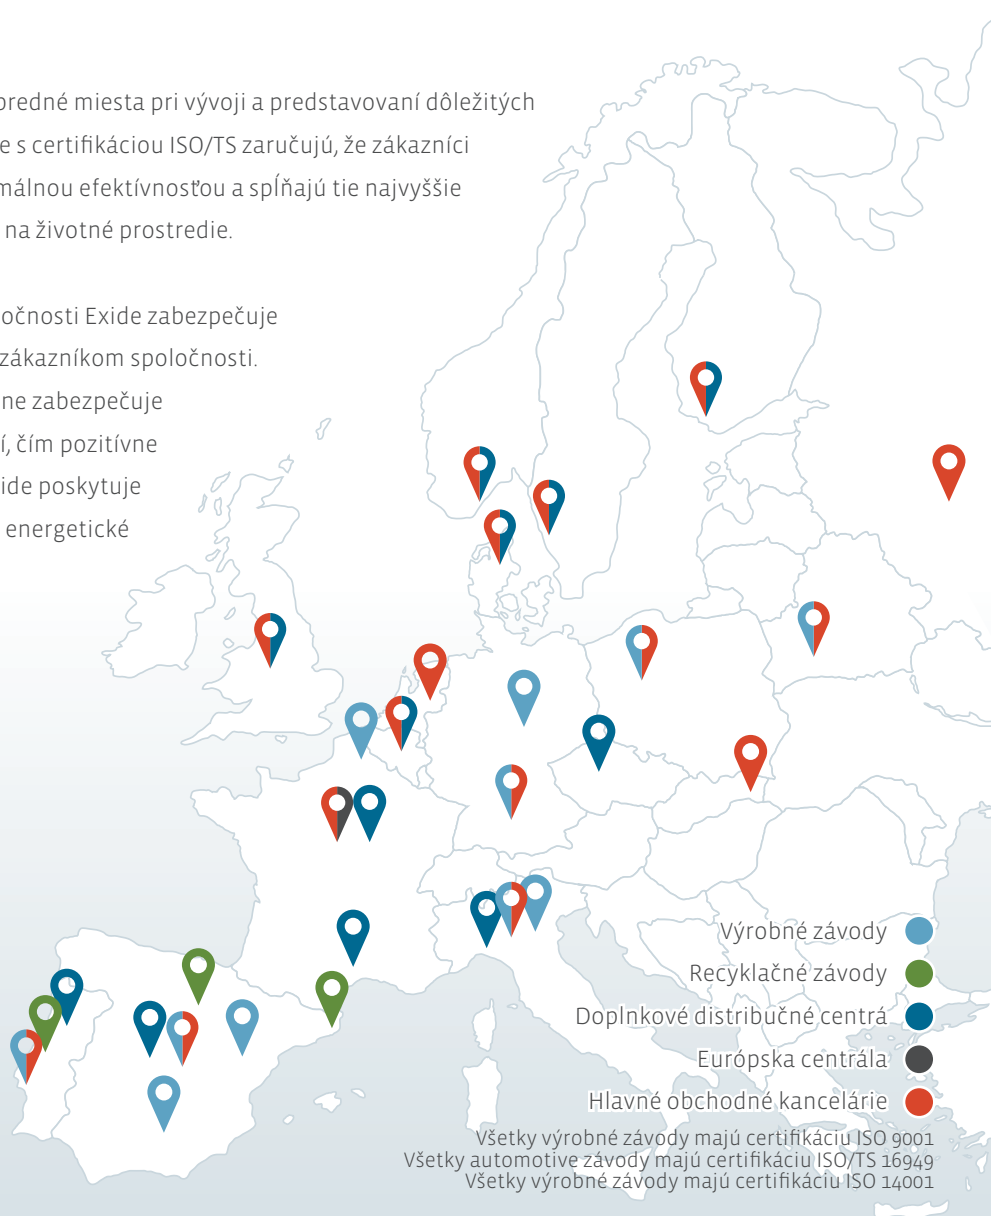 predné miesta pri vývoji a predstavovaní dôležitých
e s certifikáciou ISO/TS zaručujú, že zákazníci
málnou efektívnosťou a spĺňajú tie najvyššie
na životné prostredie.
očnosti Exide zabezpečuje
zákazníkom spoločnosti.
ne zabezpečuje
í, čím pozitívne
ide poskytuje
energetické
Výrobné závody
Recyklačné závody
Doplnkové distribučné centrá
Európska centrála
Hlavné obchodné kancelárie
Všetky výrobné závody majú certifikáciu ISO 9001
Všetky automotive závody majú certifikáciu ISO/TS 16949
Všetky výrobné závody majú certifikáciu ISO 14001